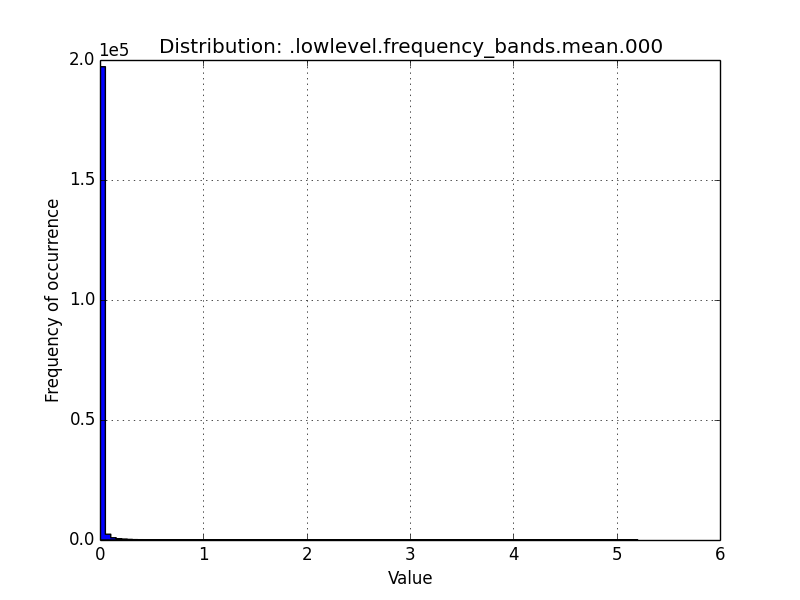 Distribution: .lowlevel.frequency_bands.mean.000
1e5
2.0
1.5
1.0
0.5
0.0
Frequency of occurrence
0 1 2 3 4 5 6
Value